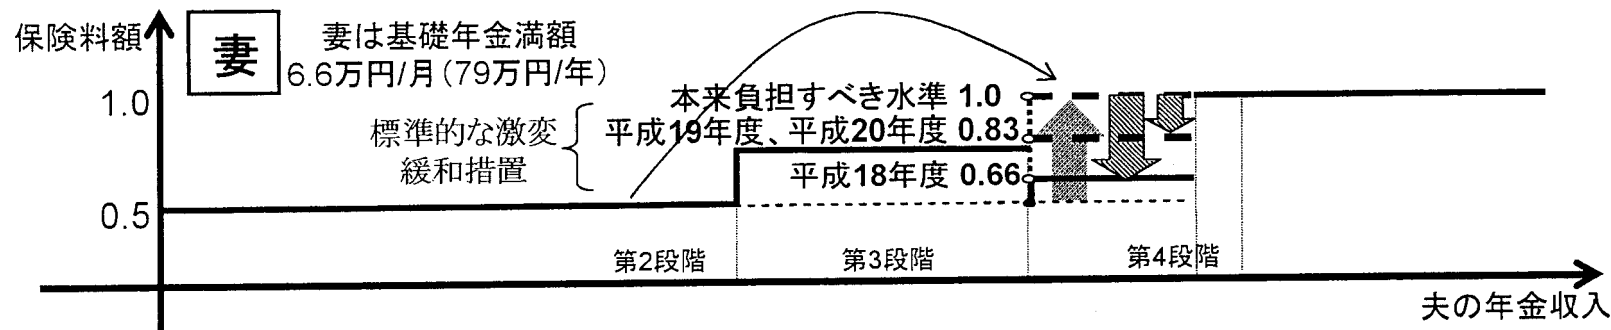 保険料額
妻
妻は基礎年金満額
6.6万円/月(79万円/年)
1.0
本来負担すべき水準 1.0
標準的な激変
緩和措置
平成19年度、平成20年度 0.83
平成18年度 0.66
0.5
第2段階
第3段階
第4段階
夫の年金収入